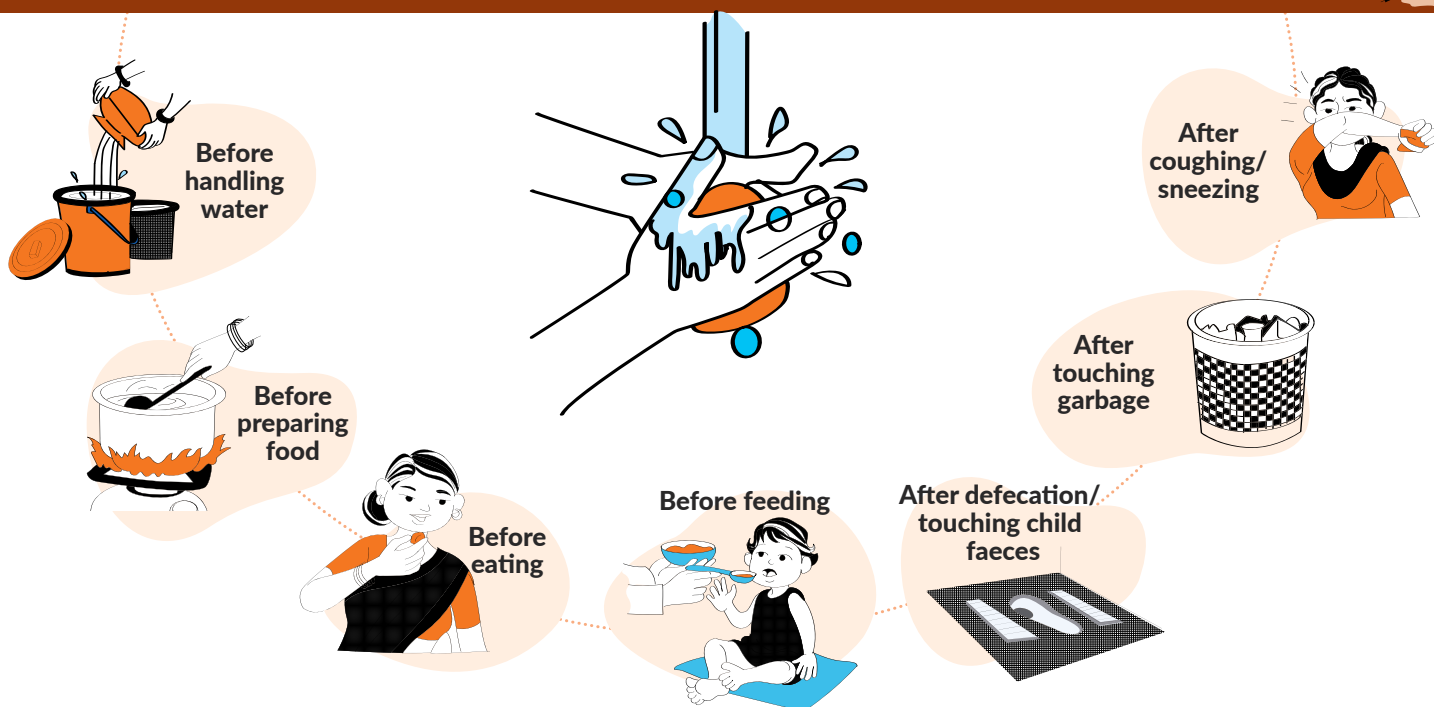 Before
handling
water
Before
preparing
food
Before
eating
Before feeding
After defecation/
touching child
faeces
After
touching
garbage
After
coughing/
sneezing